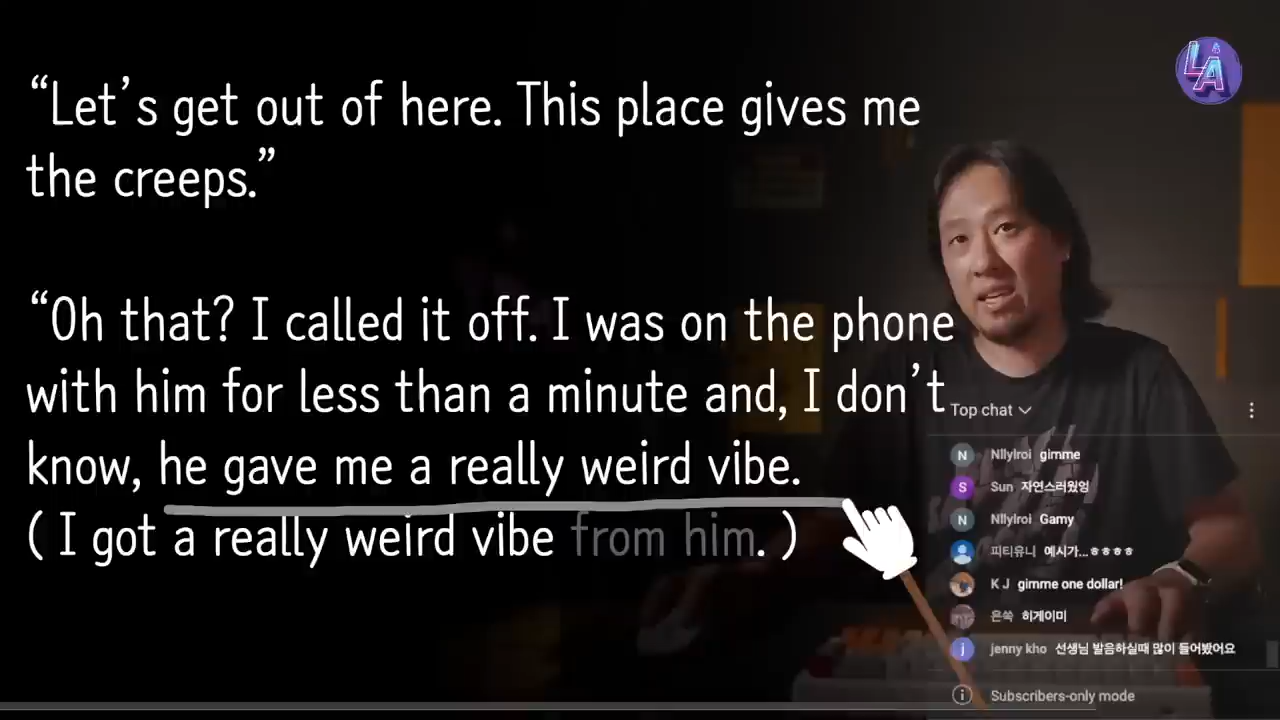 “Let’s get out of here. This place gives me
the creeps.”
“Oh that? I called it off. I was on the phone
with him for less than a minute and, I don’t
know, he gave me a really weird vibe.
( I got a really weird vibe from him. )
LA
Top chat
N Nllylroi gimme
S Sun 자연스러웠엉
N Nllylroi Gamy
피티유니 예시가...ㅎㅎㅎㅎ
K J gimme one dollar!
은쑥 히게이미
j jenny kho 선생님 발음하실때 많이 들어봤어요
Subscribers-only mode